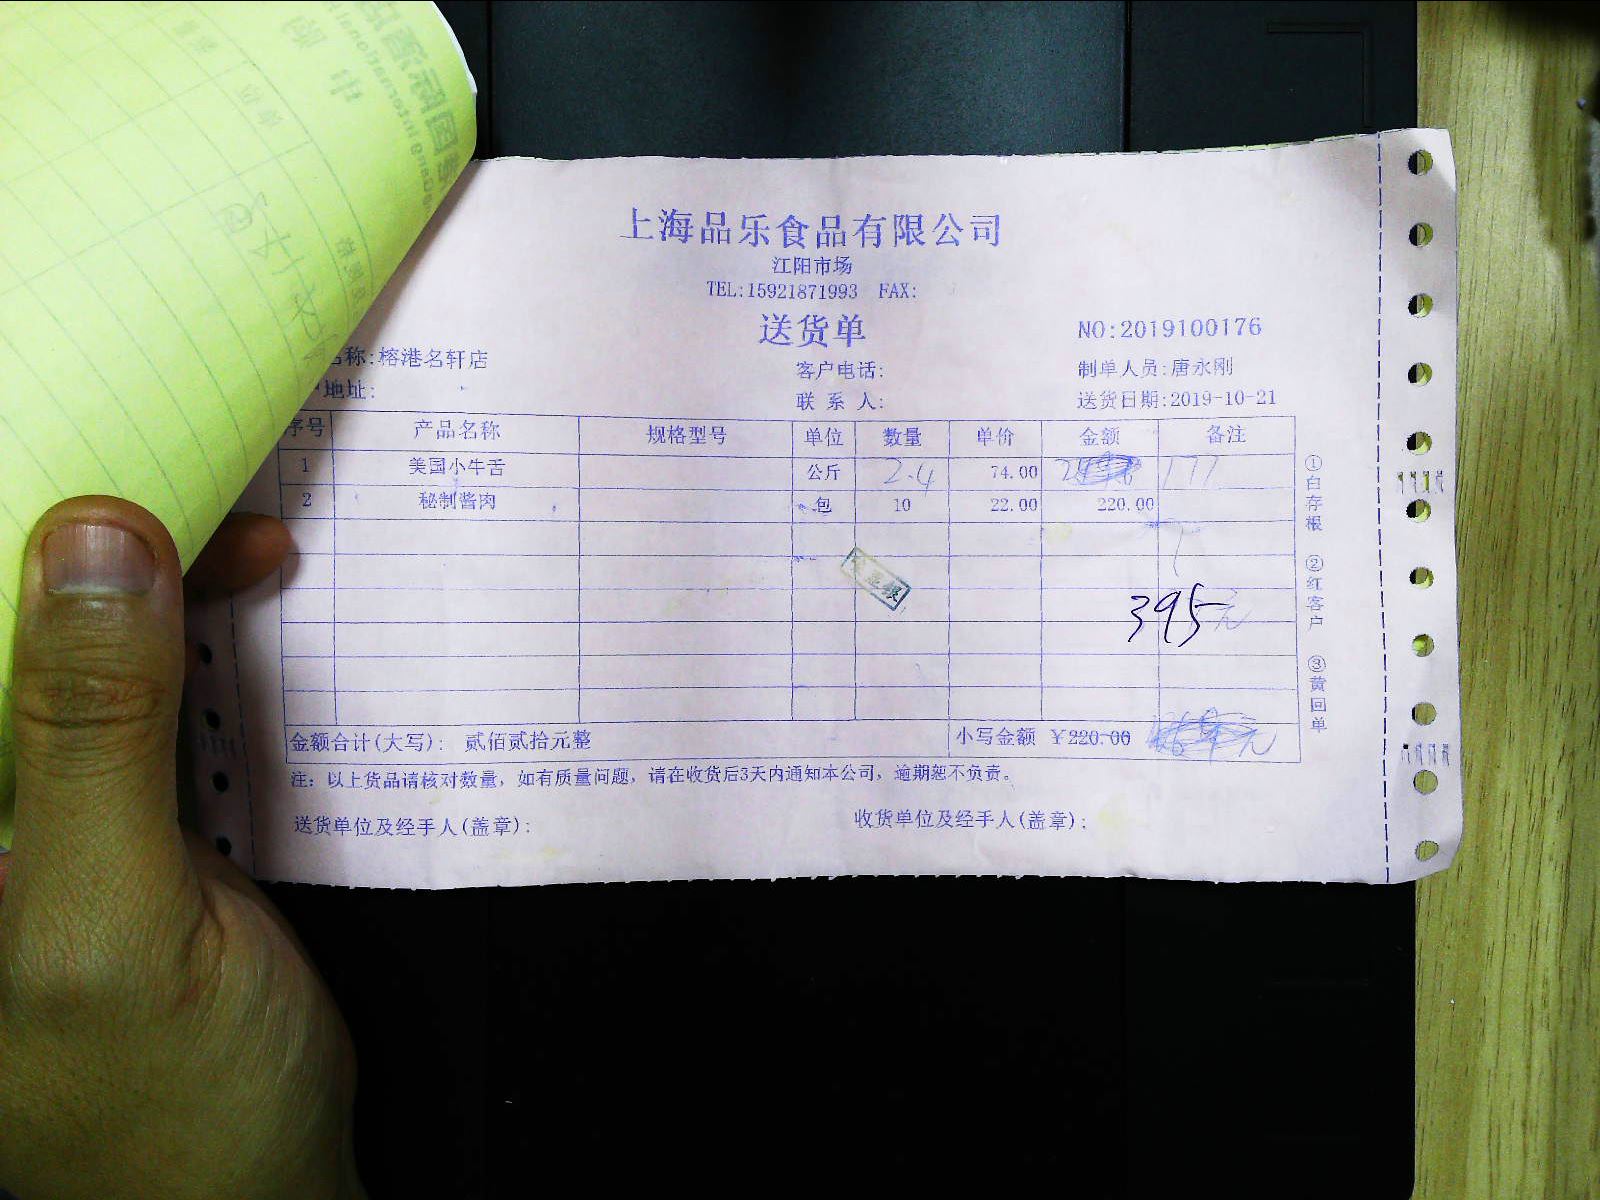 上海品乐食品有限公司
江阳市场
TEL:15921871993 FAX:
送货单
NO:2019100176
称:榕港名轩店 客户电话: 制单人员:唐永刚
地址: 联系人: 送货日期:2019-10-21
序号 产品名称 规格型号 单位 数量 单价 金额 备注
1 美国小牛舌 公斤 2.4 74.00 177
2 秘制酱肉 包 10 22.00 220.00
395元
金额合计(大写): 贰佰贰拾元整 小写金额 ¥220.00 元
注: 以上货品请核对数量, 如有质量问题, 请在收货后3天内通知本公司, 逾期恕不负责。
送货单位及经手人(盖章): 收货单位及经手人(盖章):
①白存根 ②红客户 ③黄回单